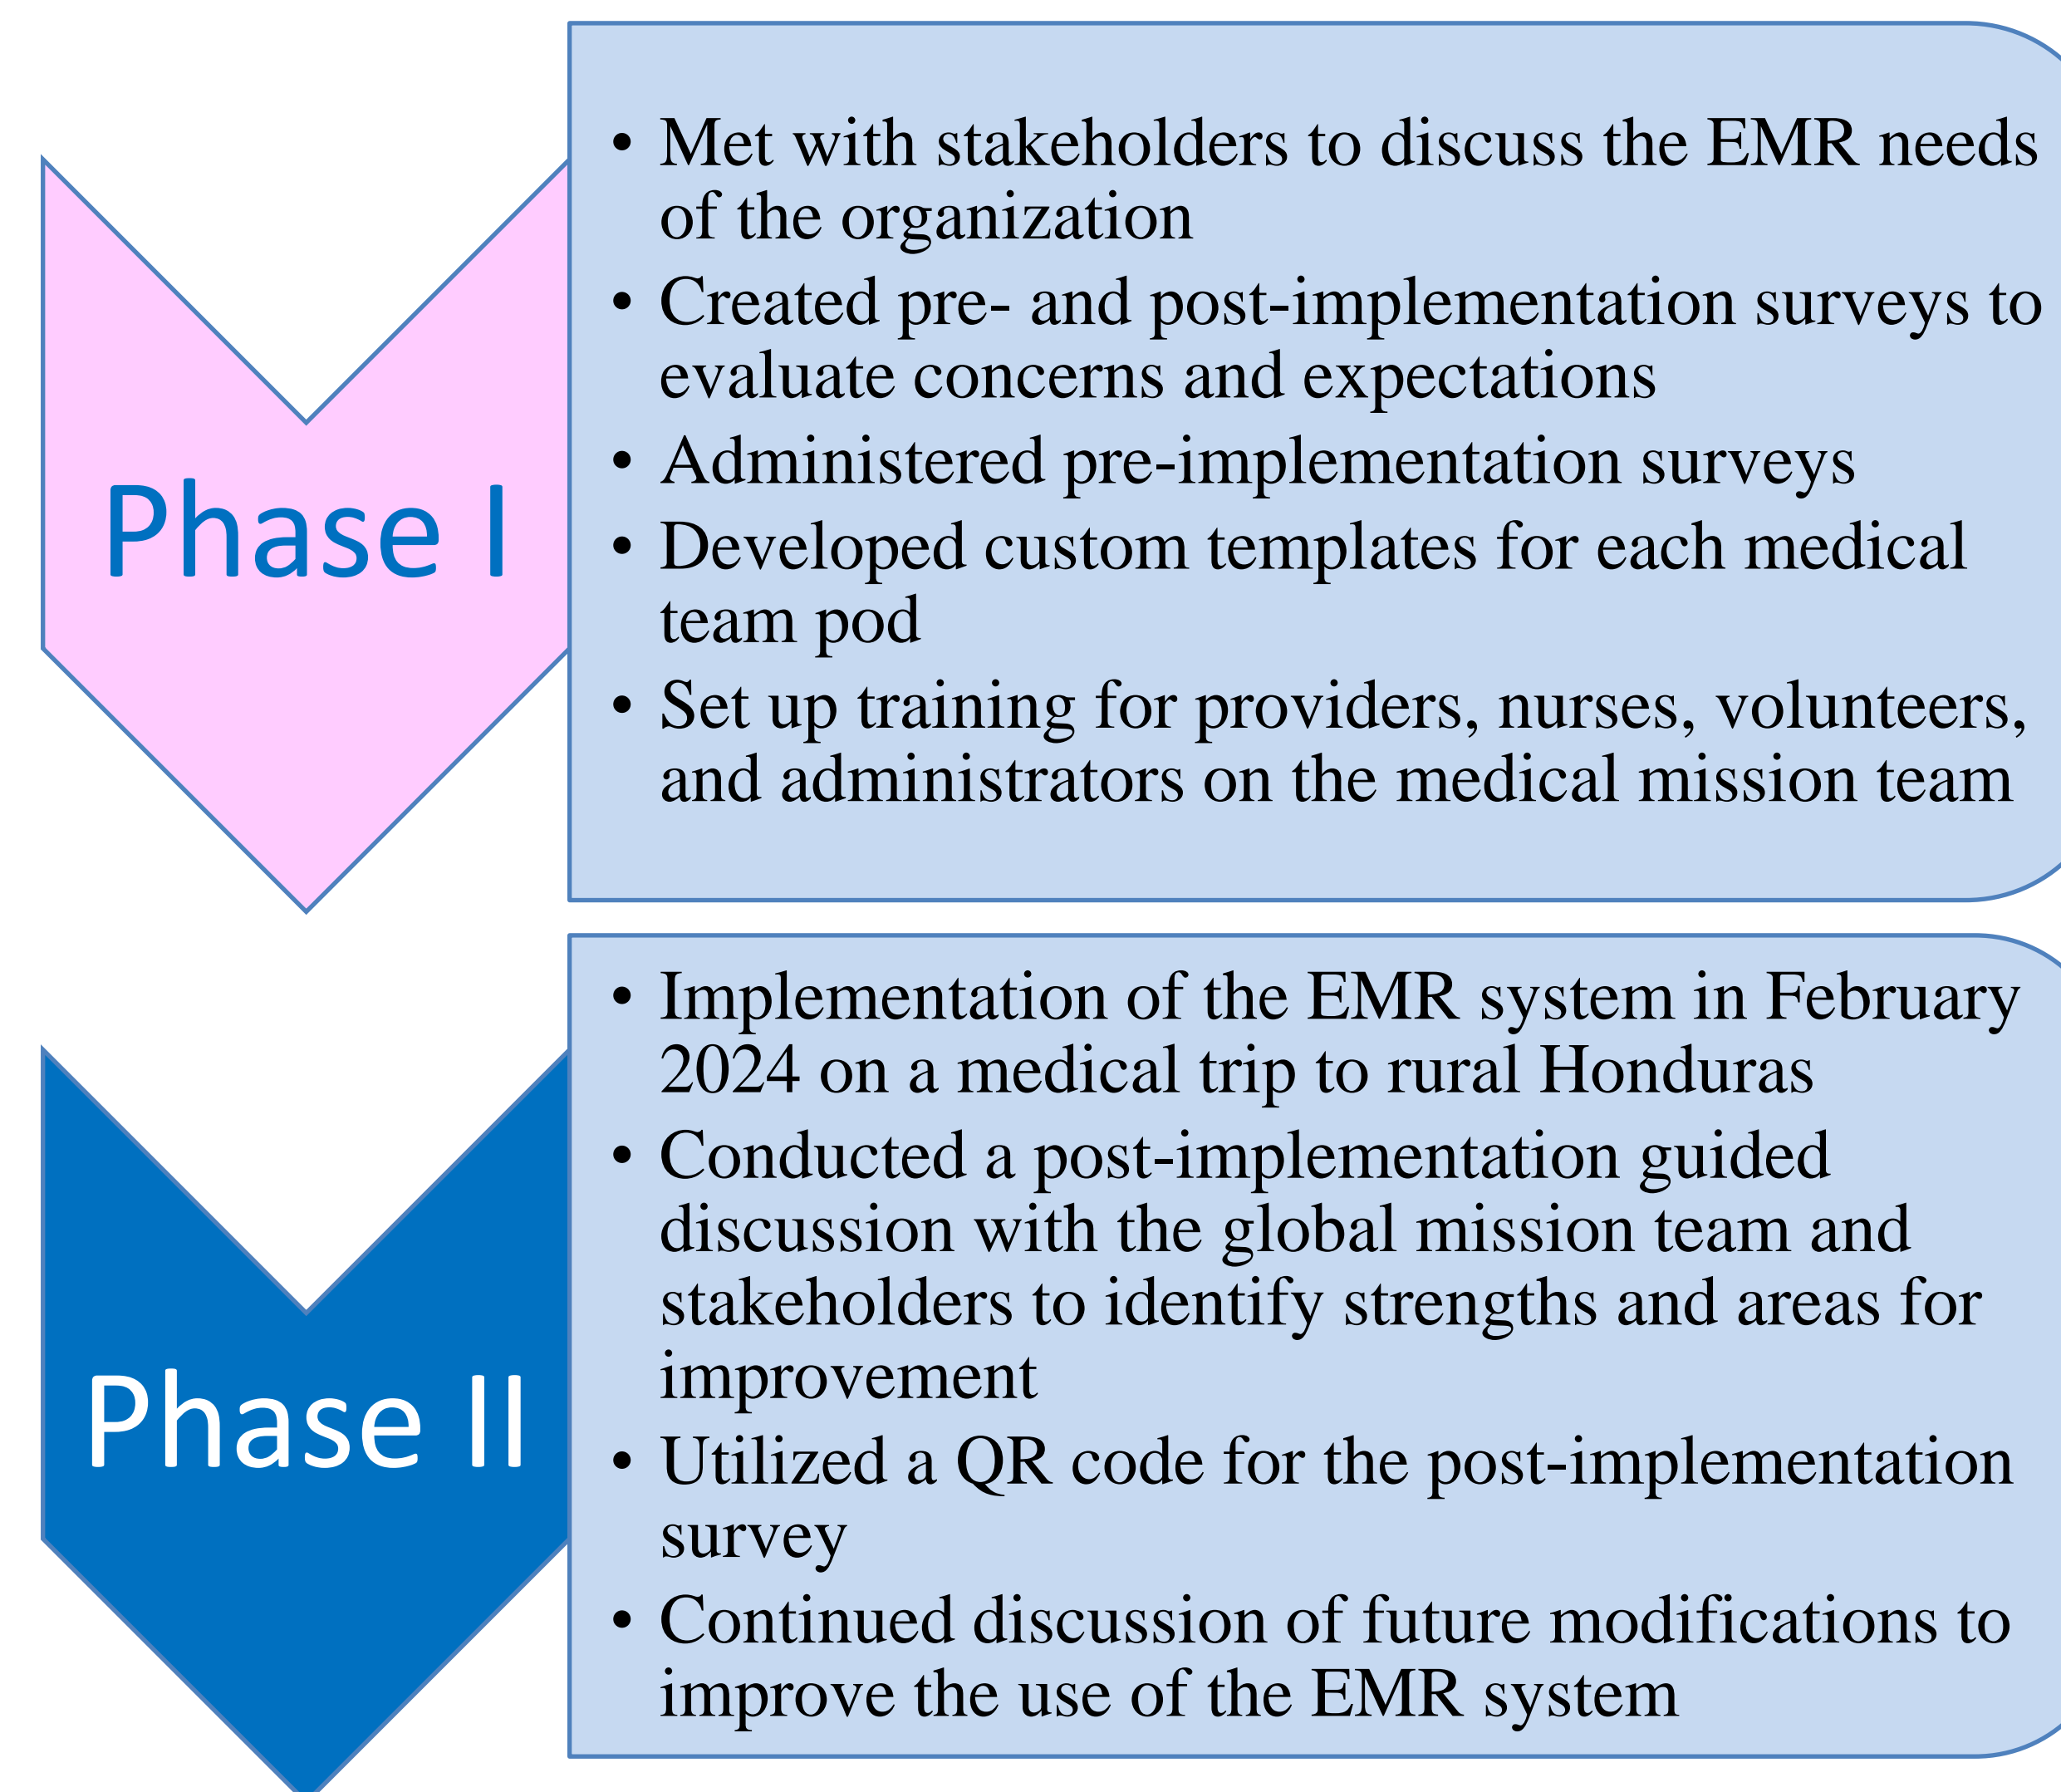 Phase I
• Met with stakeholders to discuss the EMR needs
of the organization
• Created pre- and post-implementation surveys to
evaluate concerns and expectations
• Administered pre-implementation surveys
• Developed custom templates for each medical
team pod
• Set up training for providers, nurses, volunteers,
and administrators on the medical mission team
Phase II
• Implementation of the EMR system in February
2024 on a medical trip to rural Honduras
• Conducted a post-implementation guided
discussion with the global mission team and
stakeholders to identify strengths and areas for
improvement
• Utilized a QR code for the post-implementation
survey
• Continued discussion of future modifications to
improve the use of the EMR system